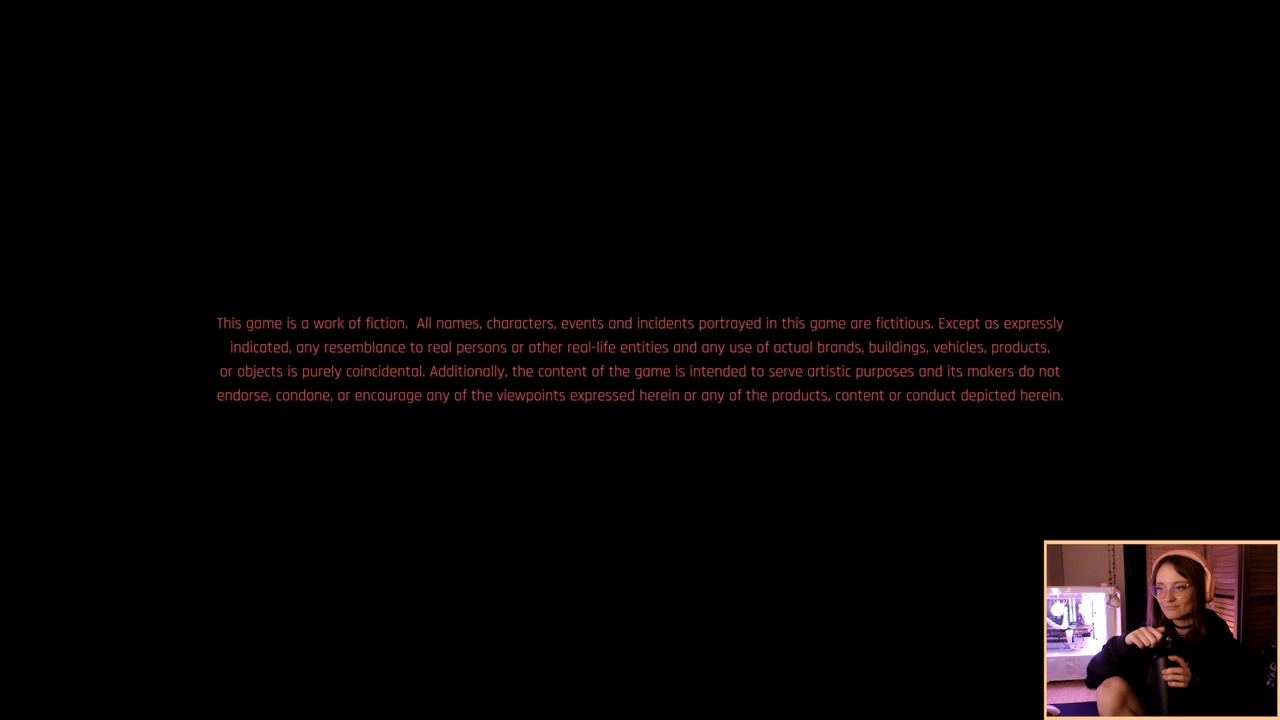 This game is a work of fiction.  All names, characters, events and incidents portrayed in this game are fictitious. Except as expressly
indicated, any resemblance to real persons or other real-life entities and any use of actual brands, buildings, vehicles, products,
or objects is purely coincidental. Additionally, the content of the game is intended to serve artistic purposes and its makers do not
endorse, condone, or encourage any of the viewpoints expressed herein or any of the products, content or conduct depicted herein.